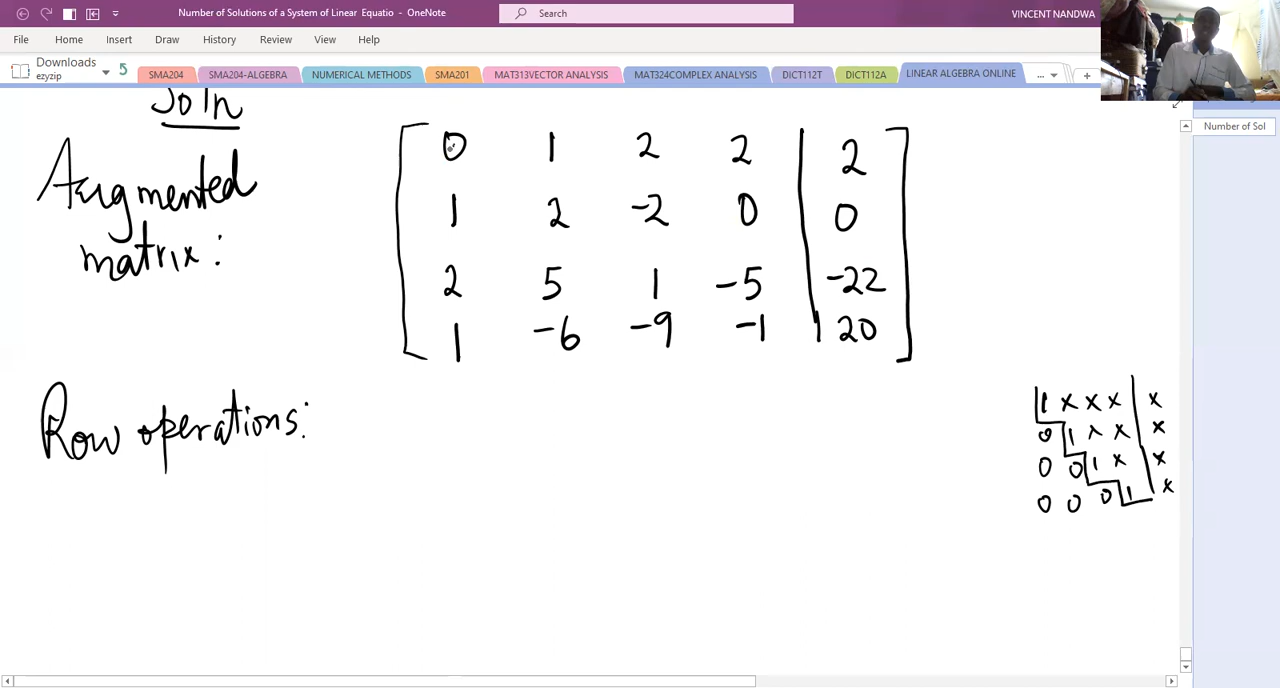 Number of Solutions of a System of Linear Equatio - OneNote
Search
VINCENT NANDWA
File Home Insert Draw History Review View Help
Downloads
ezyzip
SMA204 SMA204-ALGEBRA NUMERICAL METHODS SMA201 MAT313VECTOR ANALYSIS MAT324COMPLEX ANALYSIS DICT112T DICT112A LINEAR ALGEBRA ONLINE ... +
Number of Sol
Soln
Augmented
matrix:
0 1 2 2 | 2
1 2 -2 0 | 0
2 5 1 -5 | -22
1 -6 -9 -1 | 20
Row operations:
1 x x x | x
0 1 x x | x
0 0 1 x | x
0 0 0 1 | x